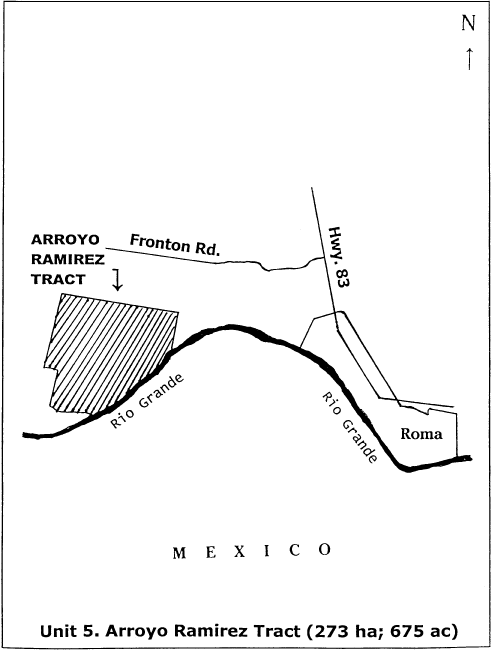 N
ARROYO
RAMIREZ
TRACT
Fronton Rd.
Hwy. 83
Rio Grande
Rio Grande
Roma
MEXICO
Unit 5. Arroyo Ramirez Tract (273 ha; 675 ac)